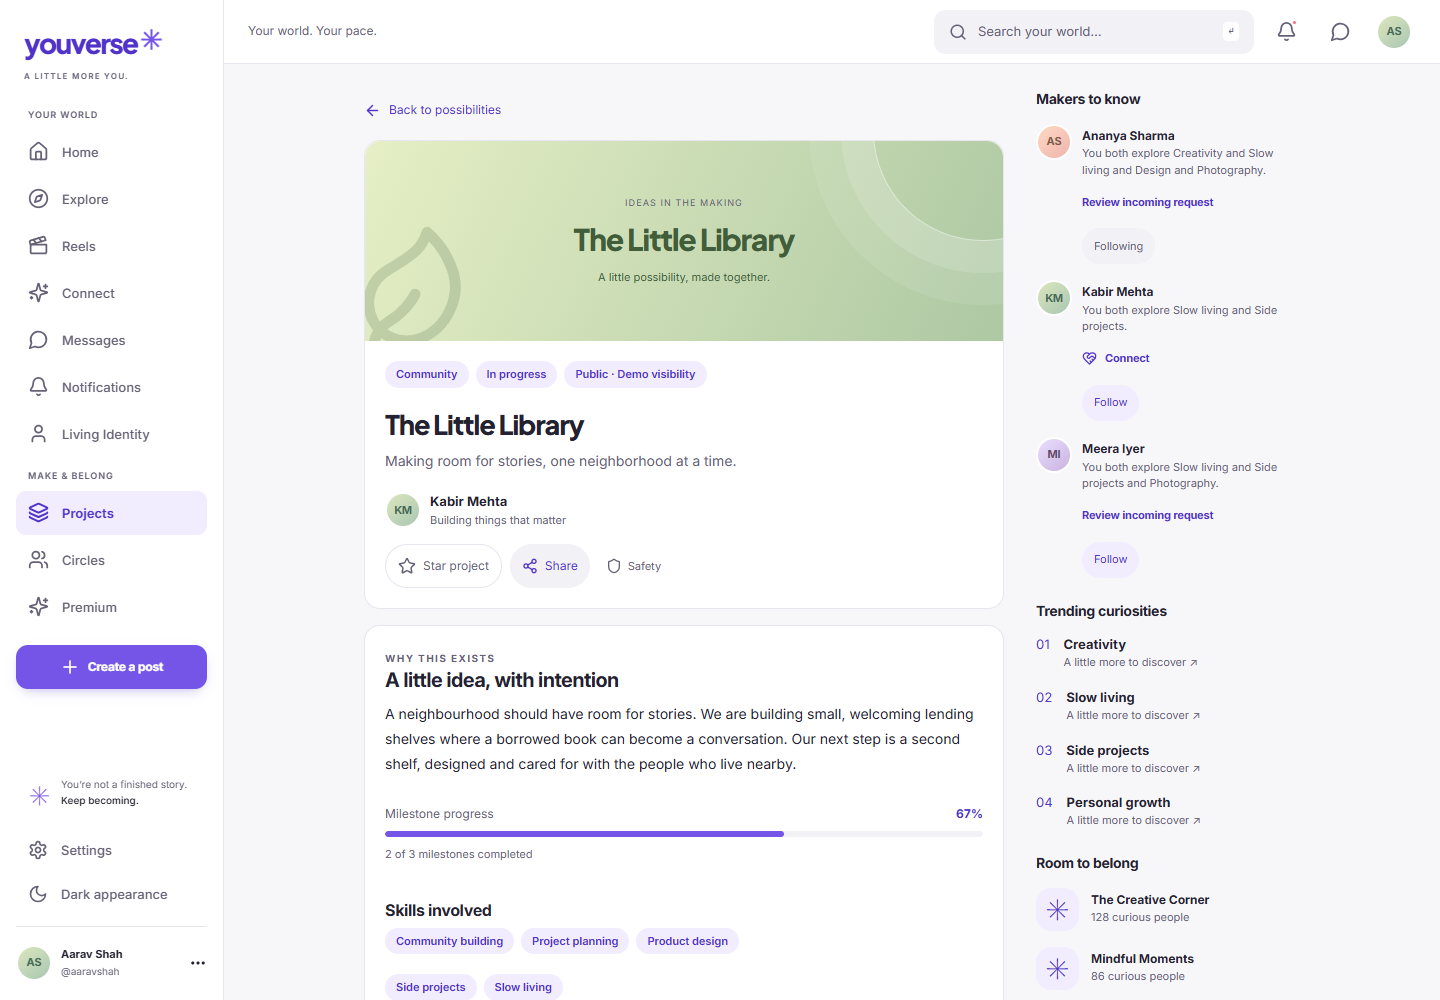 youverse
A LITTLE MORE YOU.
YOUR WORLD
Home
Explore
Reels
Connect
Messages
Notifications
Living Identity
MAKE & BELONG
Projects
Circles
Premium
Create a post
You're not a finished story.
Keep becoming.
Settings
Dark appearance
AS
Aarav Shah
@aaravshah
Your world. Your pace.
Search your world...
AS
Back to possibilities
IDEAS IN THE MAKING
The Little Library
A little possibility, made together.
Community
In progress
Public · Demo visibility
The Little Library
Making room for stories, one neighborhood at a time.
KM
Kabir Mehta
Building things that matter
Star project
Share
Safety
WHY THIS EXISTS
A little idea, with intention
A neighbourhood should have room for stories. We are building small, welcoming lending
shelves where a borrowed book can become a conversation. Our next step is a second
shelf, designed and cared for with the people who live nearby.
Milestone progress
67%
2 of 3 milestones completed
Skills involved
Community building
Project planning
Product design
Side projects
Slow living
Makers to know
AS
Ananya Sharma
You both explore Creativity and Slow
living and Design and Photography.
Review incoming request
Following
KM
Kabir Mehta
You both explore Slow living and Side
projects.
Connect
Follow
MI
Meera Iyer
You both explore Slow living and Side
projects and Photography.
Review incoming request
Follow
Trending curiosities
01 Creativity
A little more to discover ↗
02 Slow living
A little more to discover ↗
03 Side projects
A little more to discover ↗
04 Personal growth
A little more to discover ↗
Room to belong
The Creative Corner
128 curious people
Mindful Moments
86 curious people